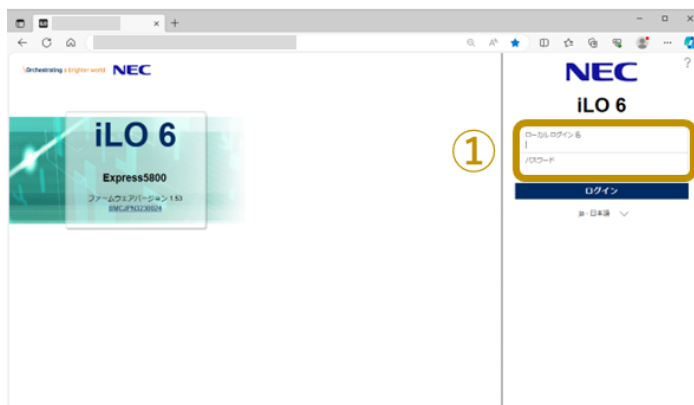 \Orchestrating a brighter world NEC
iLO 6
Express5800
ファームウェアバージョン 1.53
BMCJPN3230024
①
NEC
?
iLO 6
ローカルログイン名
パスワード
ログイン
ja - 日本語